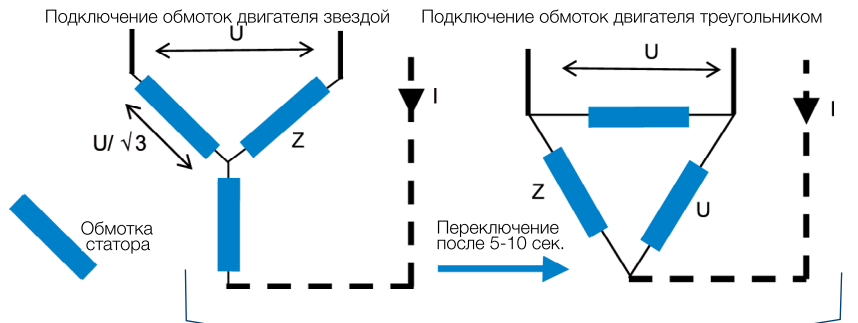 Подключение обмоток двигателя звездой
Подключение обмоток двигателя треугольником
U
U
I
I
U/ √3
Z
Z
U
Обмотка
статора
Переключение
после 5-10 сек.